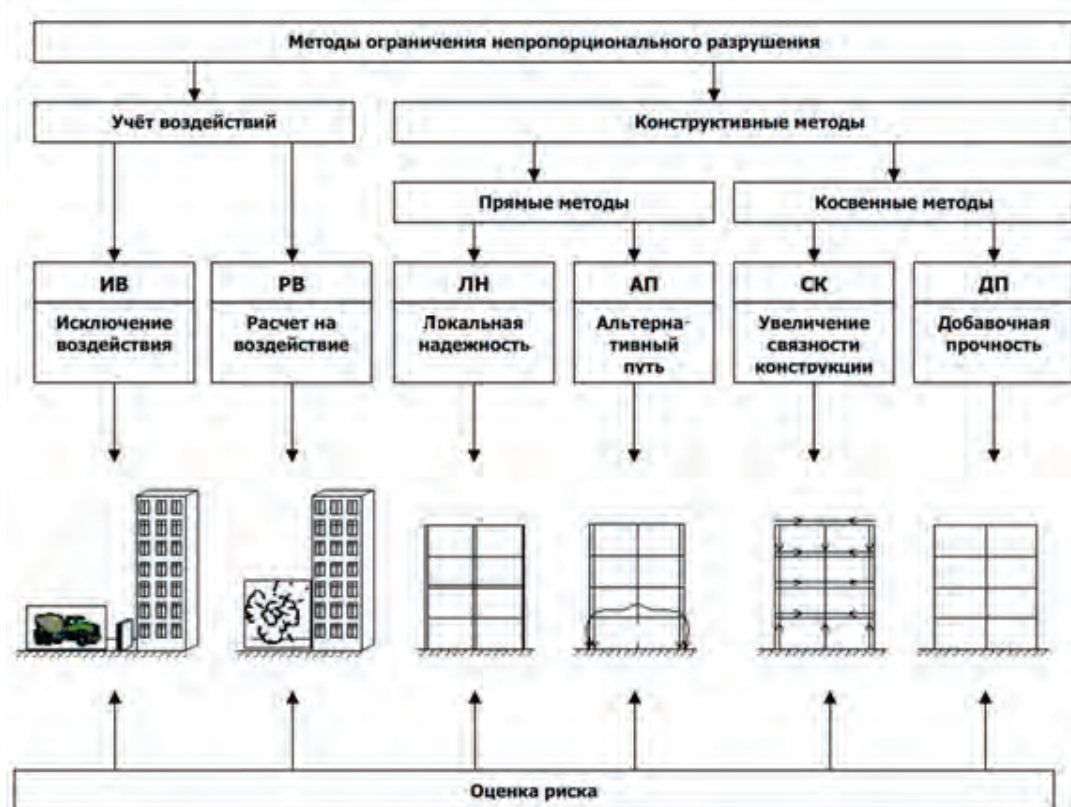 Методы ограничения непропорционального разрушения
Учёт воздействий
Конструктивные методы
Прямые методы
Косвенные методы
ИВ
Исключение
воздействия
РВ
Расчет на
воздействие
ЛН
Локальная
надежность
АП
Альтерна-
тивный
путь
СК
Увеличение
связности
конструкции
ДП
Добавочная
прочность
Оценка риска